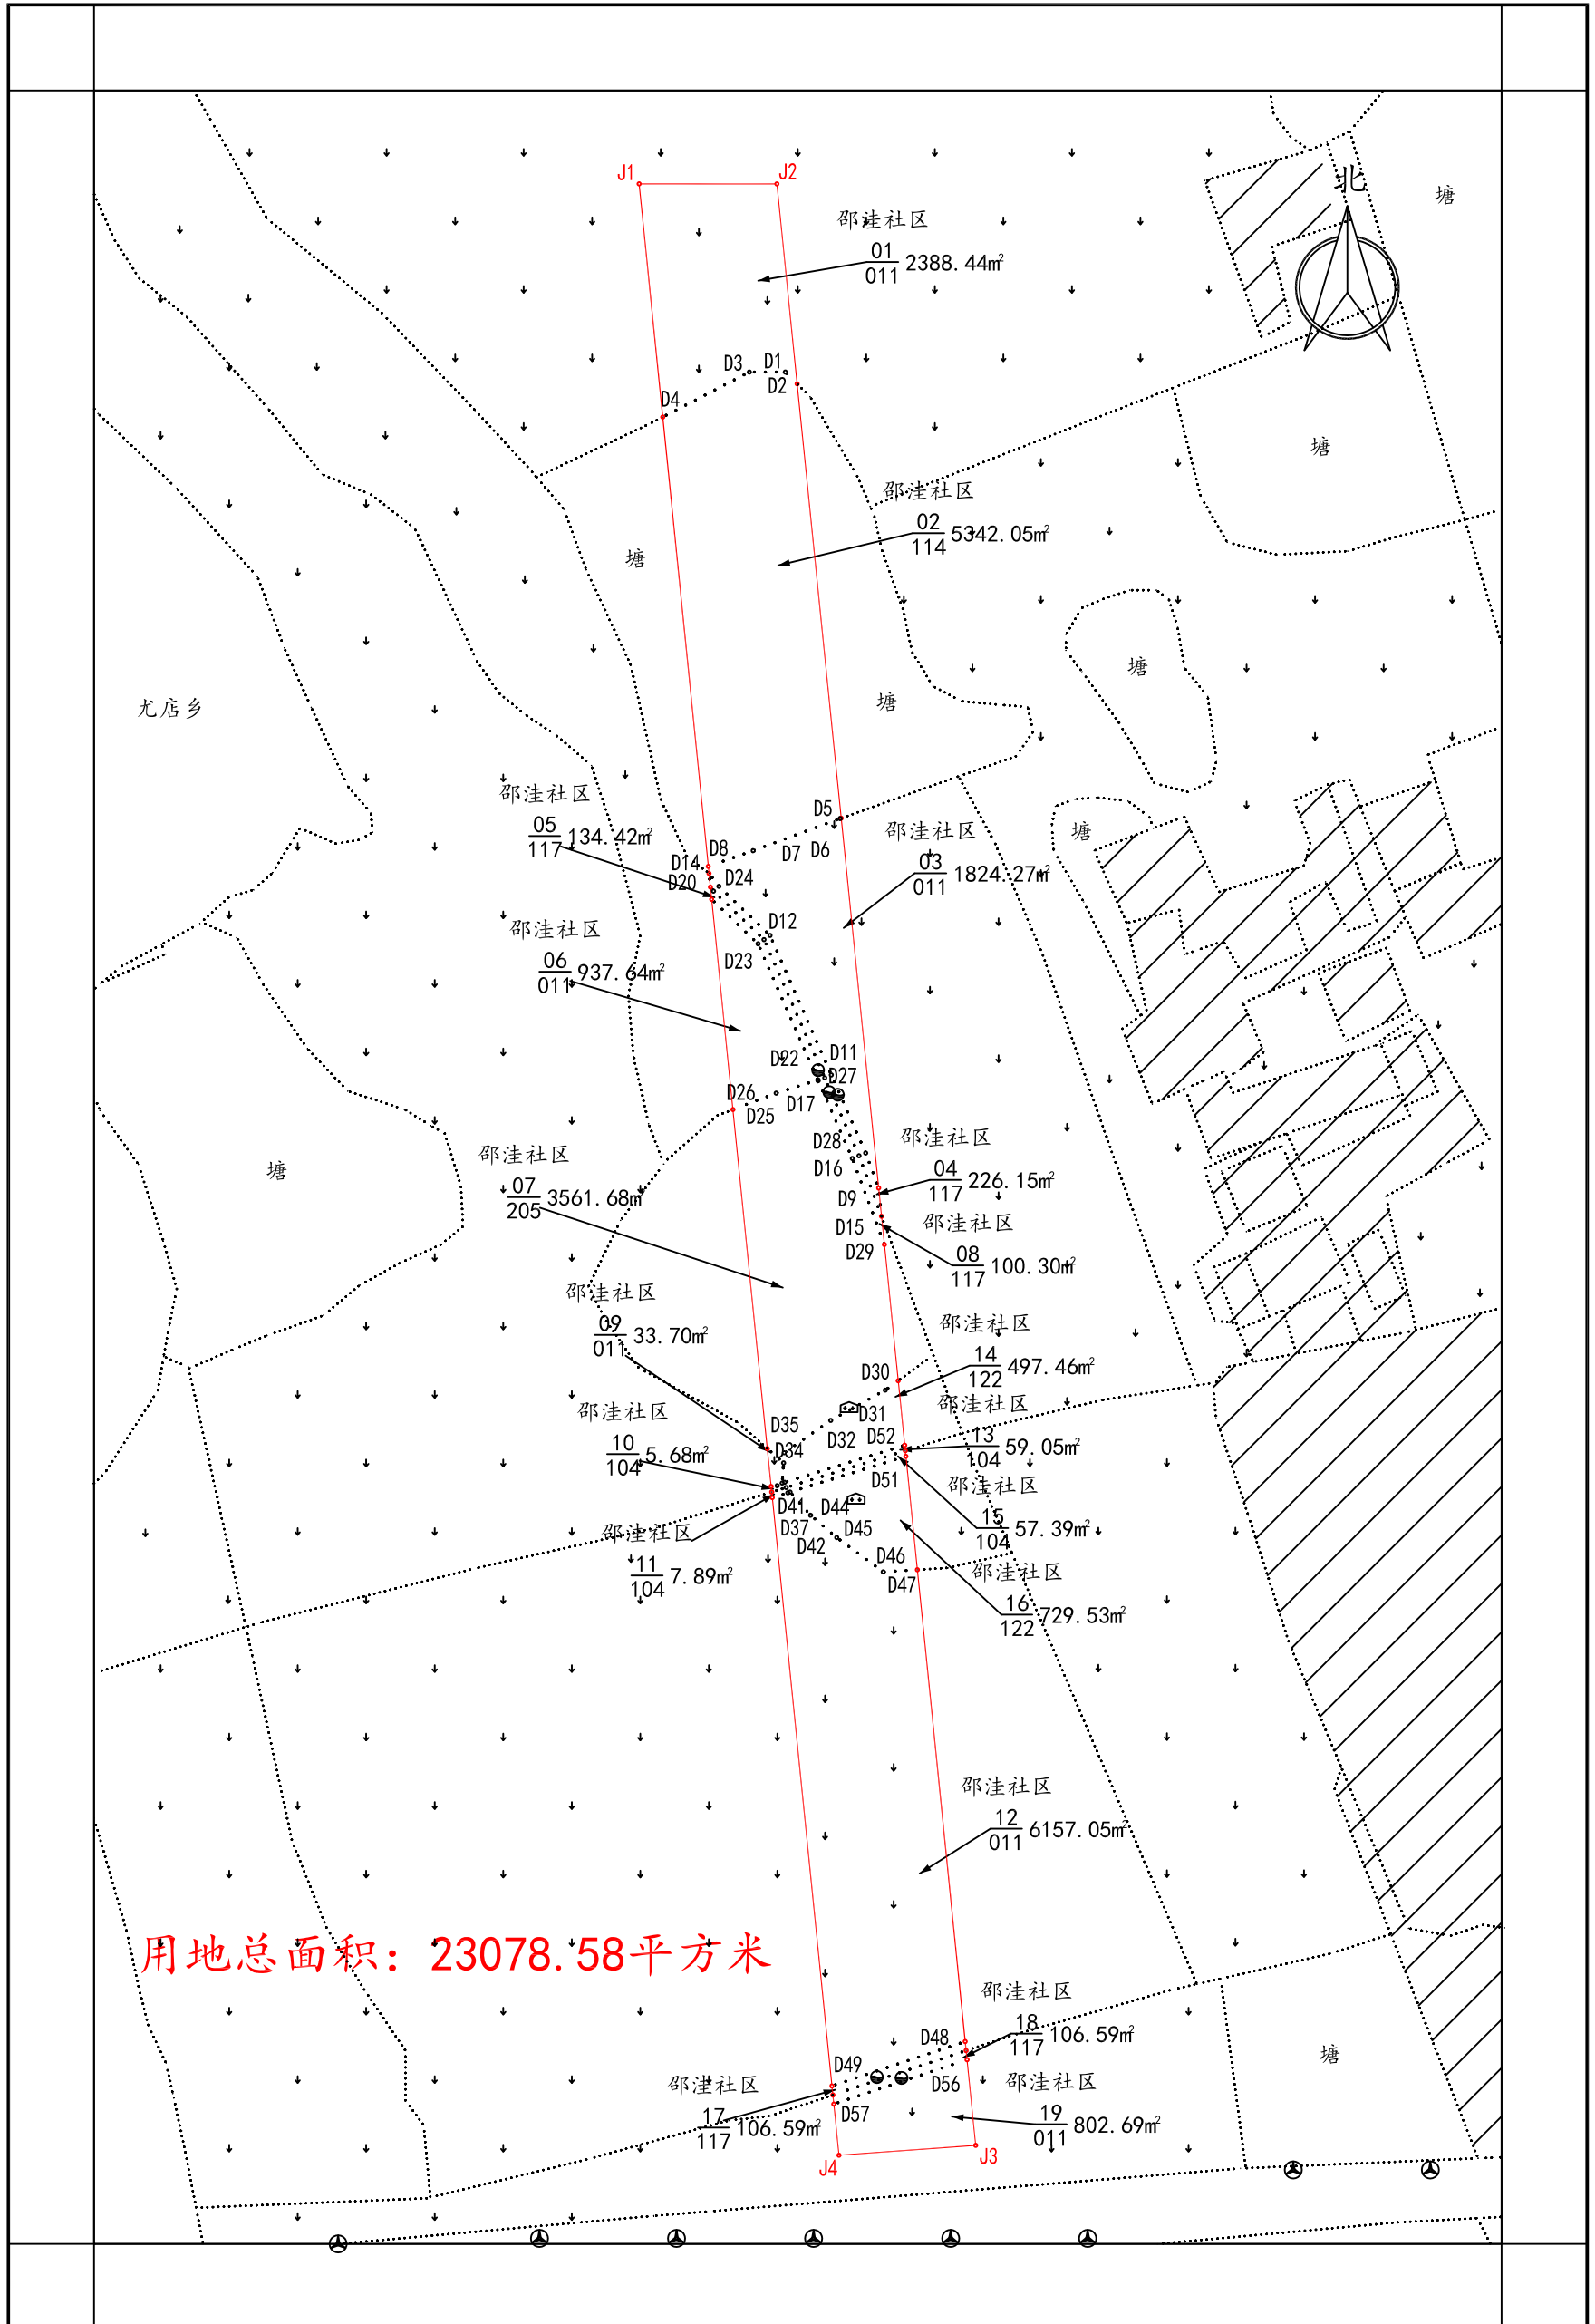 J1
J2
北
塘
邵洼社区
01
011
2388.44㎡
D3
D1
D2
D4
塘
邵洼社区
02
114
5342.05㎡
塘
塘
塘
尤店乡
邵洼社区
05
117
134.42㎡
D5
D7
D6
邵洼社区
03
011
1824.27㎡
塘
D8
D14
D24
D20
D12
D23
邵洼社区
06
011
937.64㎡
D22
D11
D27
D26
D25
D17
D28
D16
邵洼社区
04
117
226.15㎡
塘
邵洼社区
07
205
3561.68㎡
D9
D15
D29
邵洼社区
08
117
100.30㎡
邵洼社区
09
011
33.70㎡
邵洼社区
14
122
497.46㎡
D30
D31
D32
D35
D34
D52
D51
邵洼社区
13
104
59.05㎡
邵洼社区
10
104
5.68㎡
邵洼社区
15
104
57.39㎡
D41
D44
D37
D45
D42
D46
D47
邵洼社区
11
104
7.89㎡
邵洼社区
16
122
729.53㎡
邵洼社区
12
011
6157.05㎡
用地总面积：23078.58平方米
邵洼社区
18
117
106.59㎡
D48
D49
D56
D57
塘
邵洼社区
17
117
106.59㎡
邵洼社区
19
011
802.69㎡
J4
J3